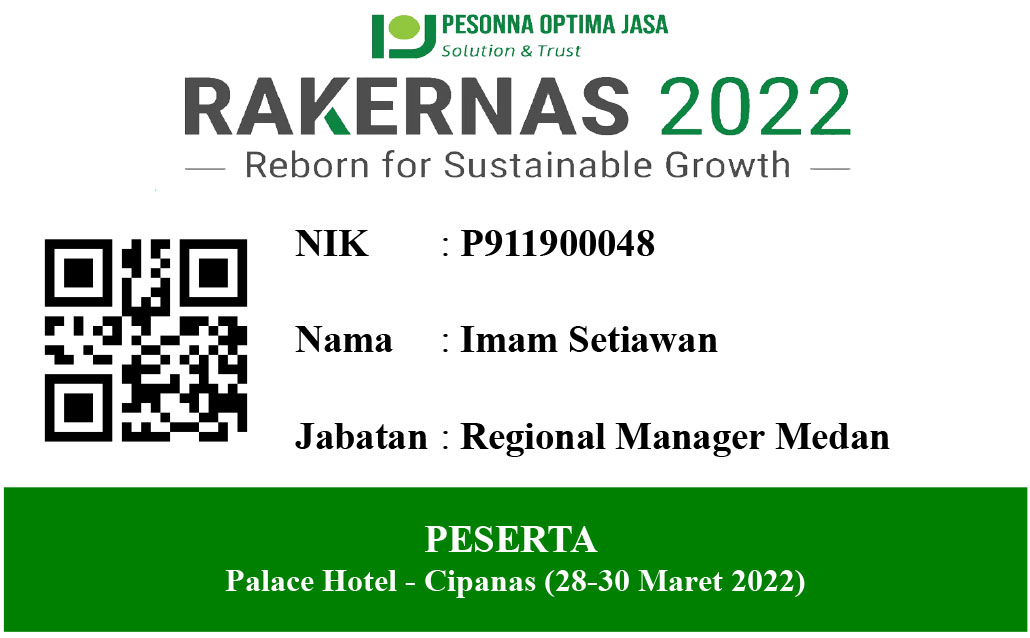 PESONNA OPTIMA JASA
Solution & Trust
RAKERNAS 2022
Reborn for Sustainable Growth
NIK : P911900048
Nama : Imam Setiawan
Jabatan : Regional Manager Medan
PESERTA
Palace Hotel - Cipanas (28-30 Maret 2022)